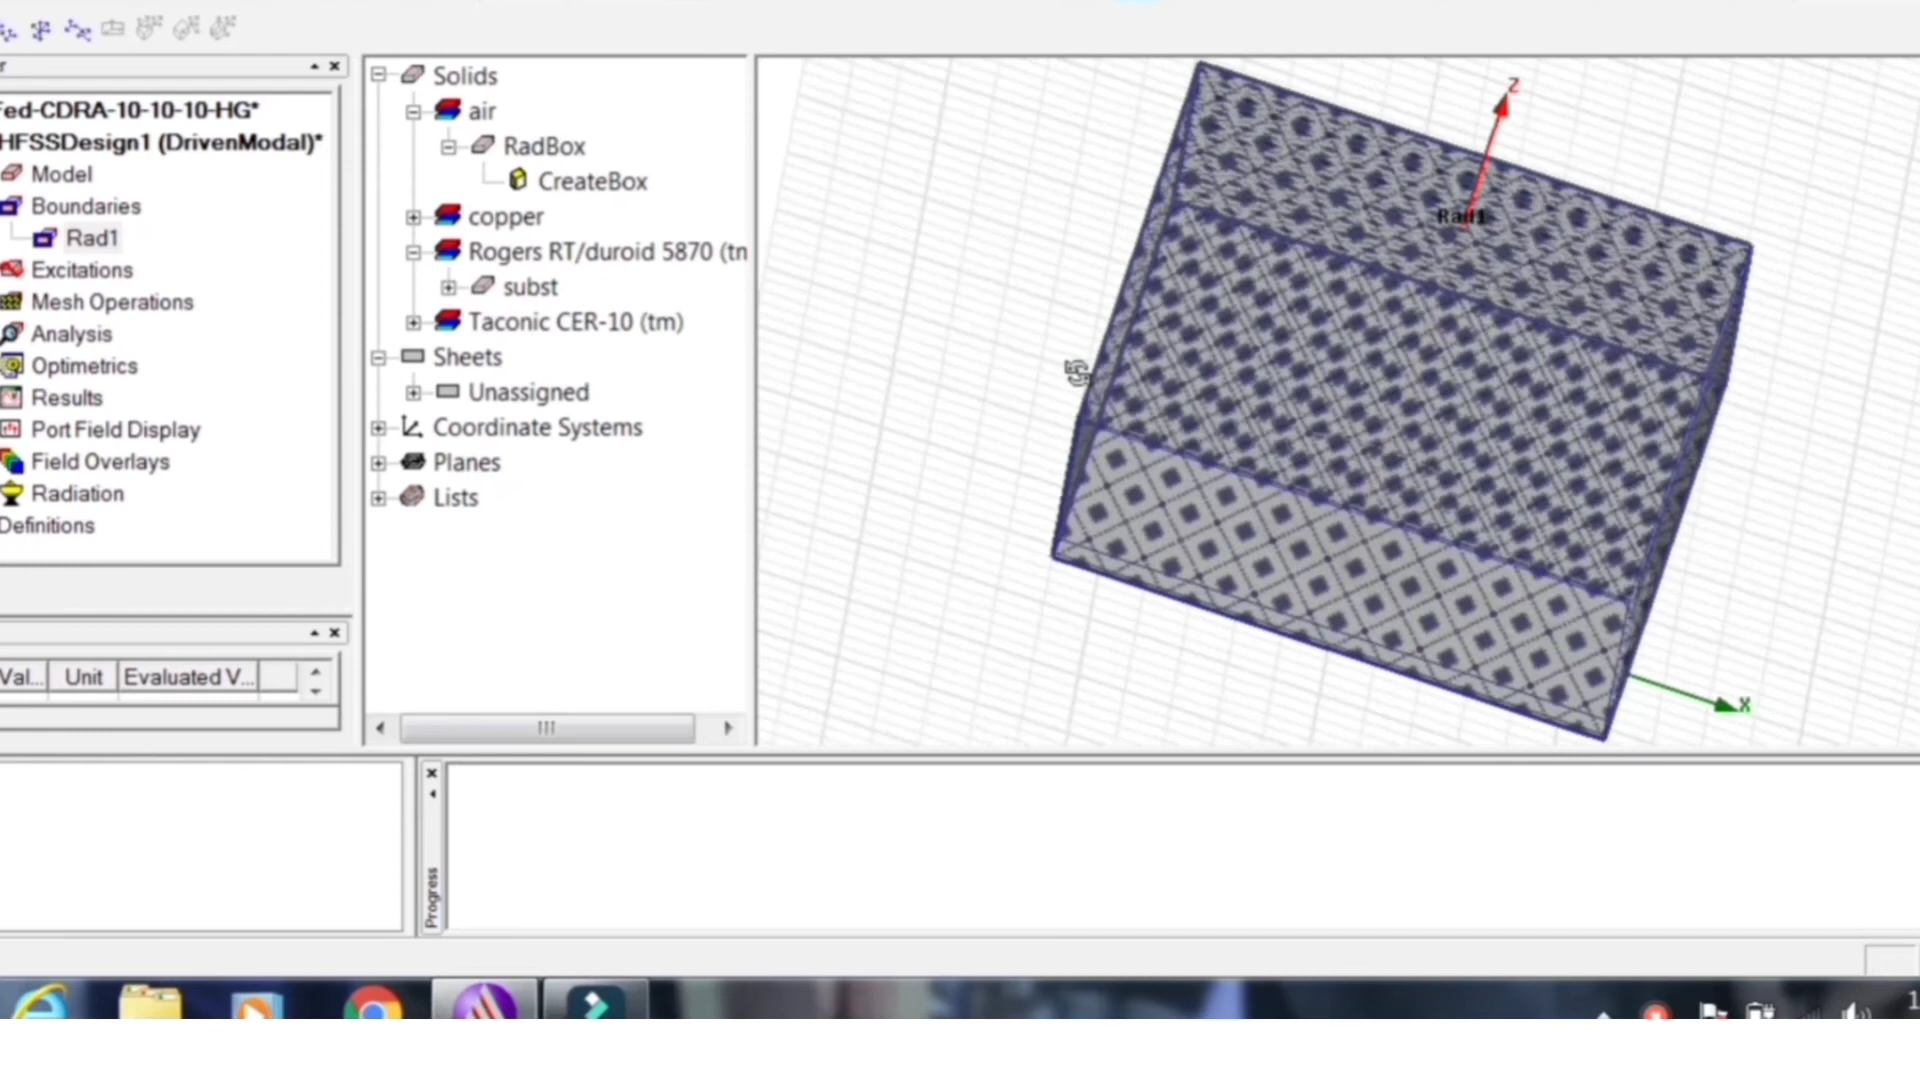 Fed-CDRA-10-10-10-HG*
HFSSDesign1 (DrivenModal)*
Model
Boundaries
Rad1
Excitations
Mesh Operations
Analysis
Optimetrics
Results
Port Field Display
Field Overlays
Radiation
Definitions
Val... Unit Evaluated V...
Solids
air
RadBox
CreateBox
copper
Rogers RT/duroid 5870 (tn
subst
Taconic CER-10 (tm)
Sheets
Unassigned
Coordinate Systems
Planes
Lists
Z
Rad1
X
Progress